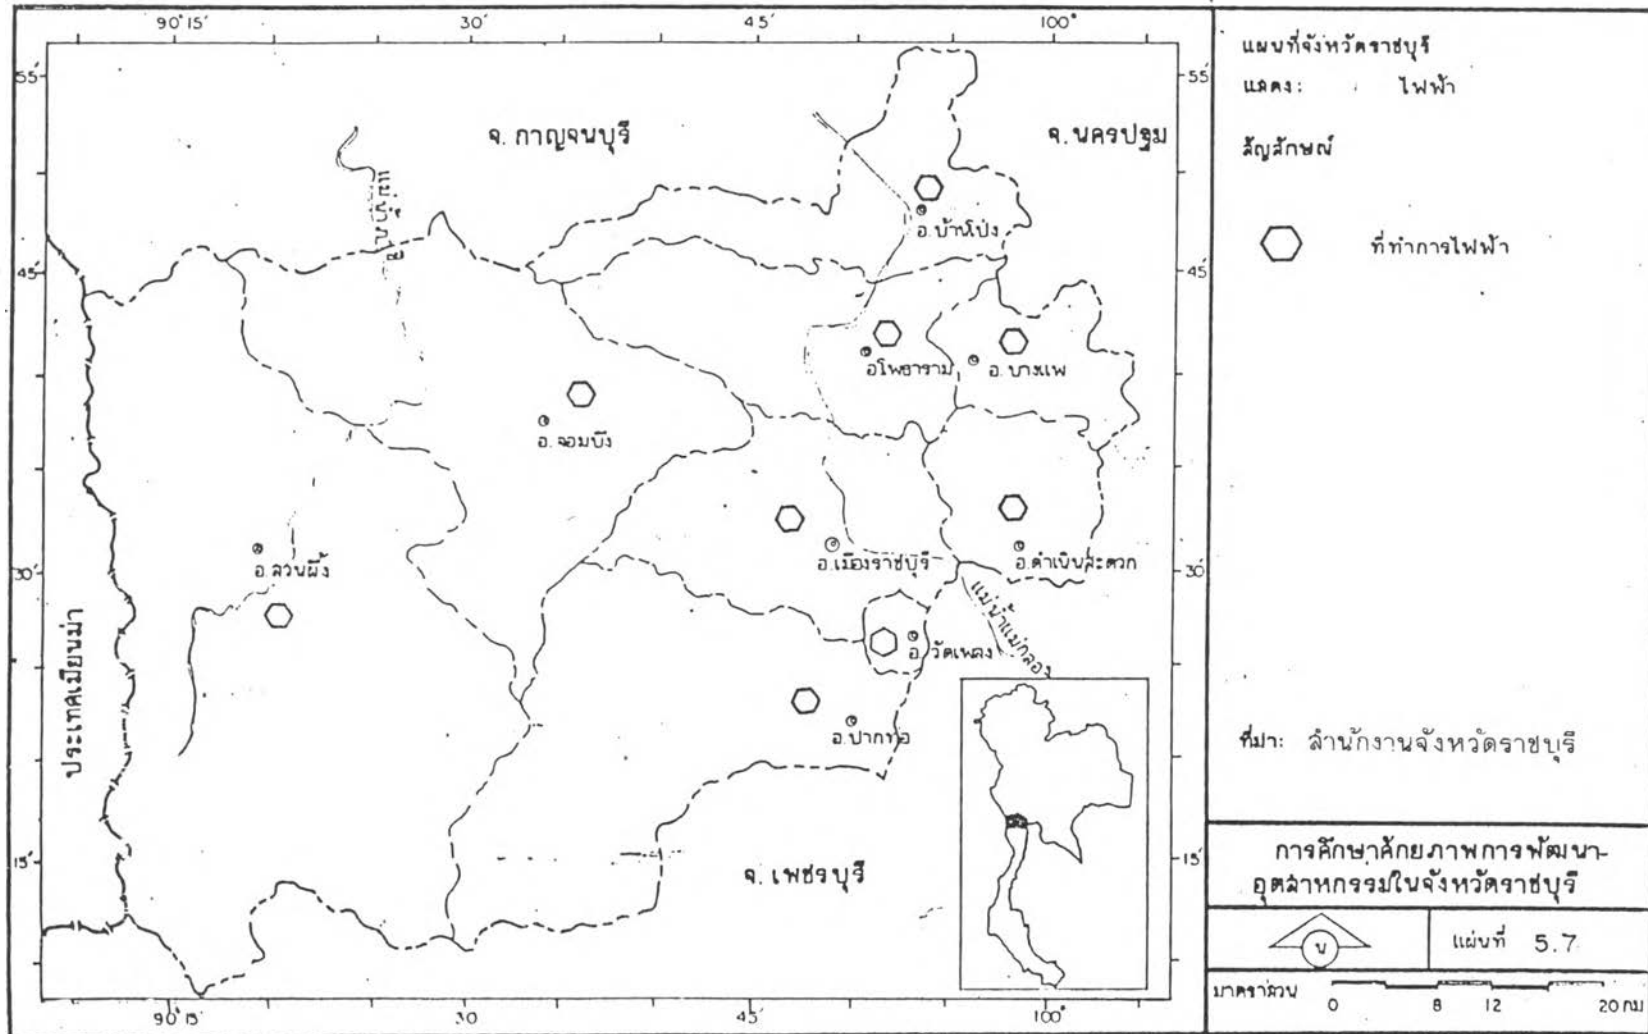 90°15′ 30′ 45′ 100°
55′ 55′
จ. กาญจนบุรี
จ. นครปฐม
แม่น้ำภาชี
อ. บ้านโป่ง
45′ 45′
อ โพธาราม
อ. บางแพ
อ. จอมบึง
อ. สวนผึ้ง
อ. เมืองราชบุรี
อ. ดำเนินสะดวก
30′ 30′
แม่น้ำแม่กลอง
ประเทศเมียนม่า
อ. วัดเพลง
อ. ปากท่อ
15′ 15′
จ. เพชรบุรี
90°15′ 30′ 45′ 100°
แผนที่จังหวัดราชบุรี
แสดง: ไฟฟ้า
สัญลักษณ์
ที่ทำการไฟฟ้า
ที่มา: สำนักงานจังหวัดราชบุรี
การศึกษาศักยภาพการพัฒนา-
อุตสาหกรรมในจังหวัดราชบุรี
น
แผ่นที่ 5.7
มาตราส่วน 0 8 12 20 กม